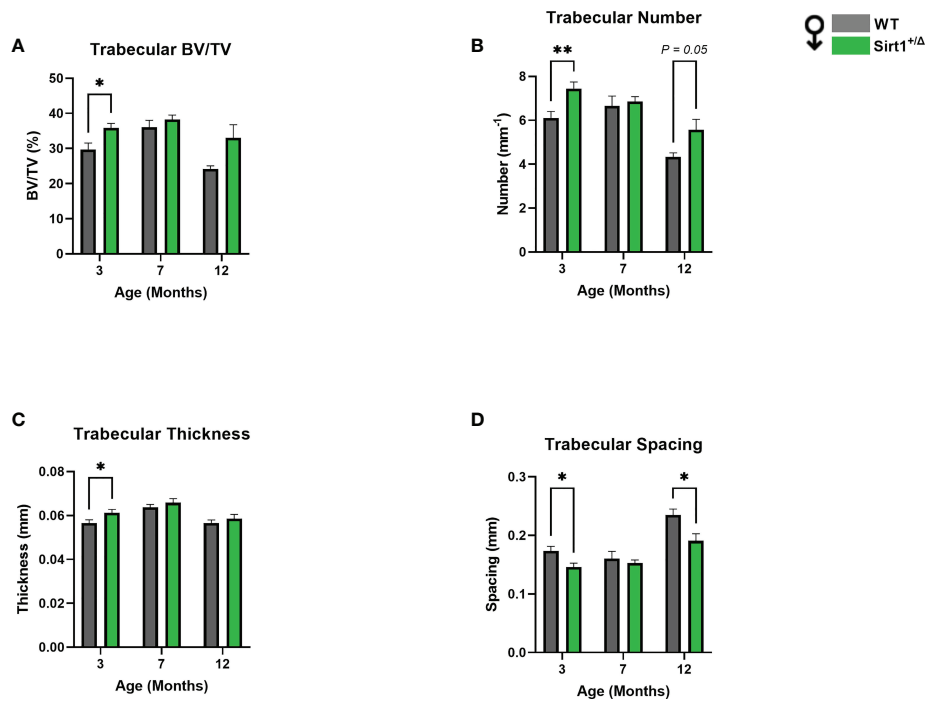 A
Trabecular BV/TV
BV/TV (%)
50
40
30
20
10
0
*
3
7
12
Age (Months)
B
Trabecular Number
Number (mm⁻¹)
8
6
4
2
0
**
P = 0.05
3
7
12
Age (Months)
WT
Sirt1⁺/Δ
C
Trabecular Thickness
Thickness (mm)
0.08
0.06
0.04
0.02
0.00
*
3
7
12
Age (Months)
D
Trabecular Spacing
Spacing (mm)
0.3
0.2
0.1
0.0
*
*
3
7
12
Age (Months)